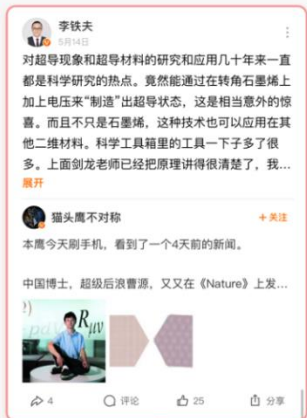 李铁夫
5月14日
对超导现象和超导材料的研究和应用几十年来一直
都是科学研究的热点。竟然能通过在转角石墨烯上
加上电压来“制造”出超导状态，这是相当意外的惊
喜。而且不只是石墨烯，这种技术也可以应用在其
他二维材料。科学工具箱里的工具一下子多了很
多。上面剑龙老师已经把原理讲得很清楚了，我...
展开
猫头鹰不对称
+关注
本鹰今天刷手机，看到了一个4天前的新闻。
中国博士，超级后浪曹源，又又在《Nature》上发...
Rμν
4
评论
25
分享